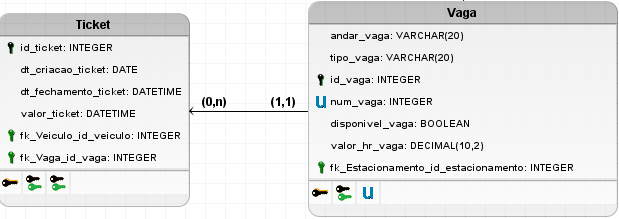 Ticket
id_ticket: INTEGER
dt_criacao_ticket: DATE
dt_fechamento_ticket: DATETIME
valor_ticket: DATETIME
fk_Veiculo_id_veiculo: INTEGER
fk_Vaga_id_vaga: INTEGER
(0,n)
(1,1)
Vaga
andar_vaga: VARCHAR(20)
tipo_vaga: VARCHAR(20)
id_vaga: INTEGER
U num_vaga: INTEGER
disponivel_vaga: BOOLEAN
valor_hr_vaga: DECIMAL(10,2)
fk_Estacionamento_id_estacionamento: INTEGER
U